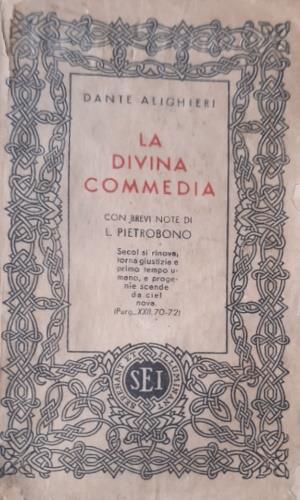 DANTE ALIGHIERI
LA
DIVINA
COMMEDIA
CON BREVI NOTE DI
L. PIETROBONO
Secol si rinova,
torna giustizia e
primo tempo u-
mano, e proge-
nie scende
da ciel
nova.
(Purg., XXII, 70-72)
SEI